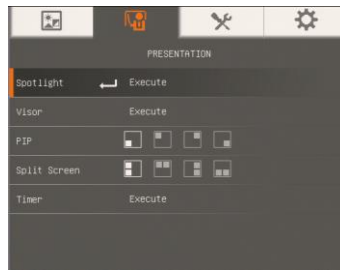 PRESENTATION
Spotlight Execute
Visor Execute
PIP
Split Screen
Timer Execute